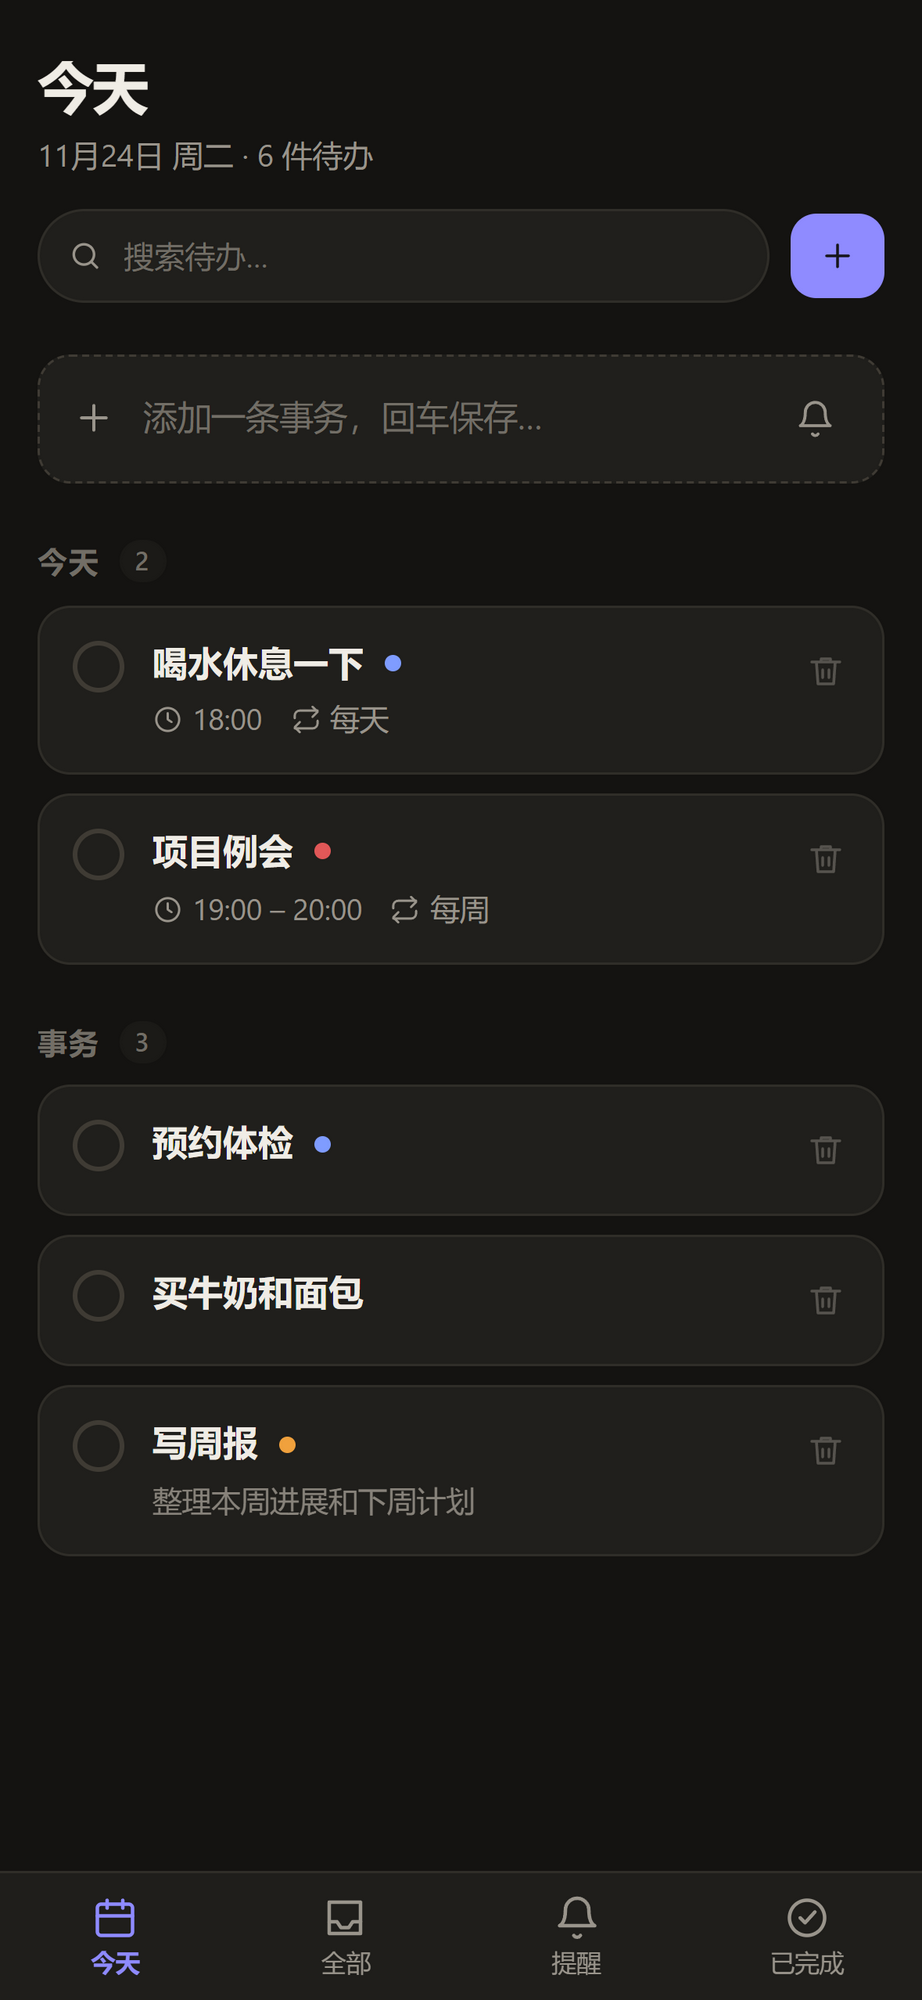 今天
11月24日 周二 · 6 件待办
搜索待办...
添加一条事务，回车保存...
今天 2
喝水休息一下
18:00 每天
项目例会
19:00 – 20:00 每周
事务 3
预约体检
买牛奶和面包
写周报
整理本周进展和下周计划
今天 全部 提醒 已完成